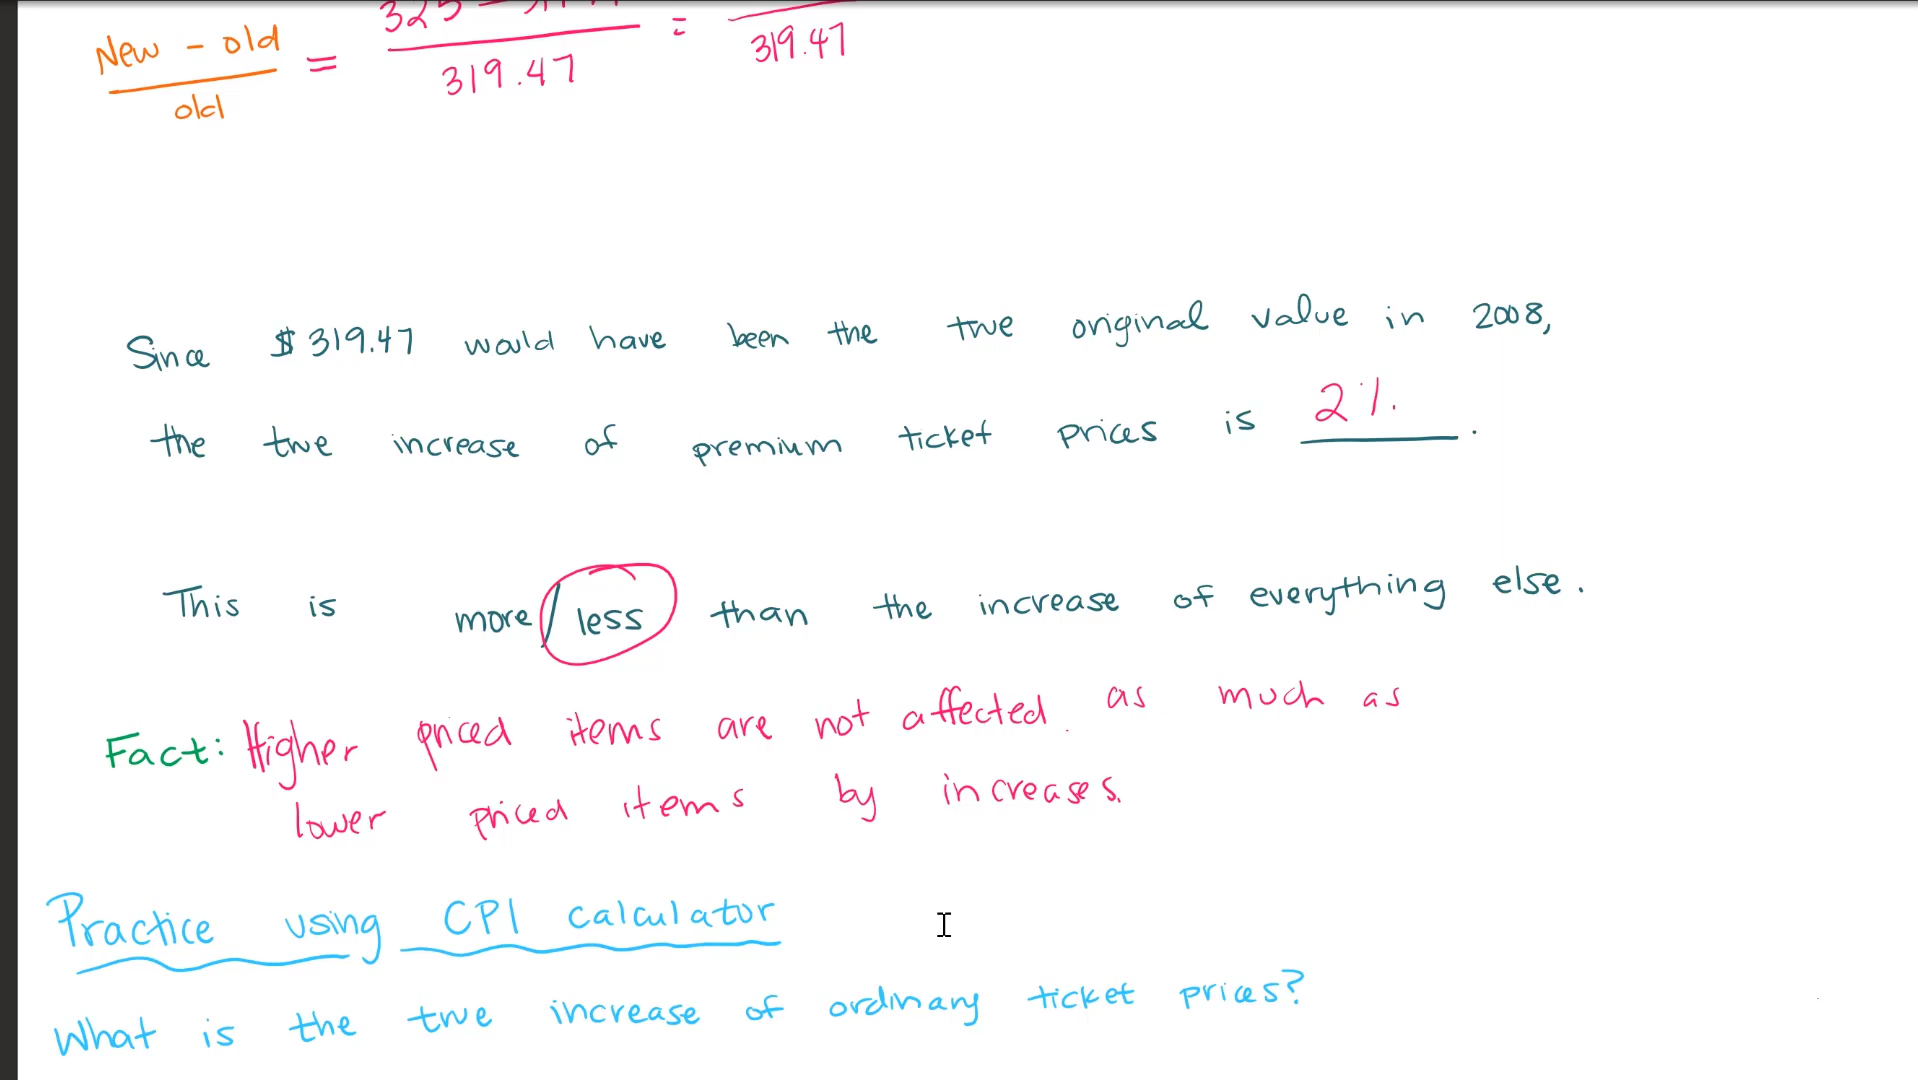 New - old = 325 - = 
old 319.47 319.47
Since $319.47 would have been the true original value in 2008,
the true increase of premium ticket prices is 2%.
This is more/less than the increase of everything else.
Fact: Higher priced items are not affected as much as
lower priced items by increases.
Practice using CPI calculator
What is the true increase of ordinary ticket prices?